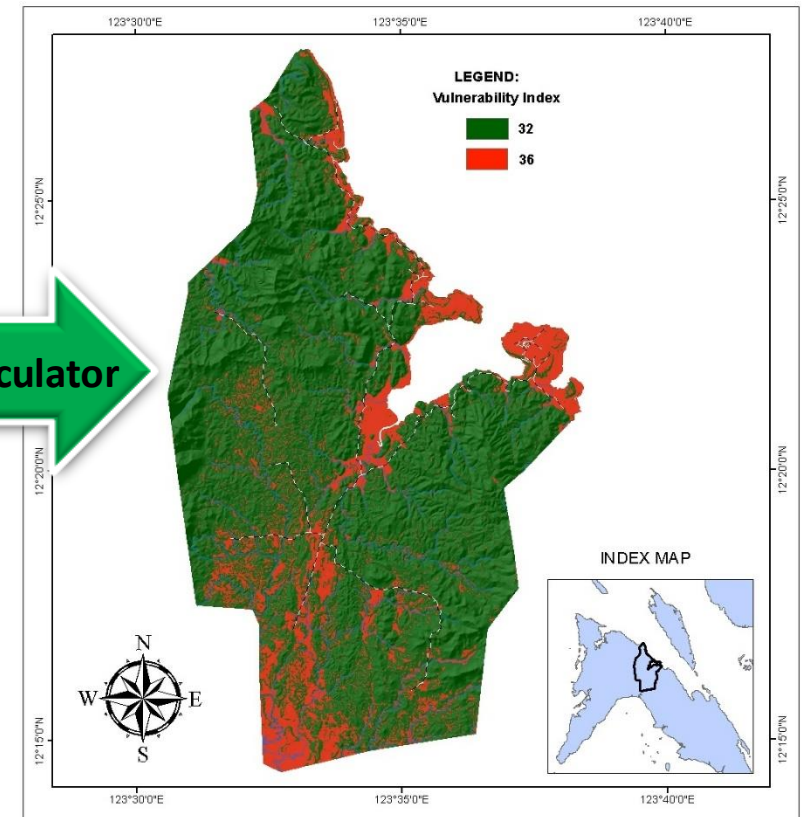 123°30'0"E 123°35'0"E 123°40'0"E
LEGEND:
Vulnerability Index
32
36
12°25'0"N 12°25'0"N
culator
12°20'0"N 12°20'0"N
INDEX MAP
N
W E
S
12°15'0"N 12°15'0"N
123°30'0"E 123°35'0"E 123°40'0"E